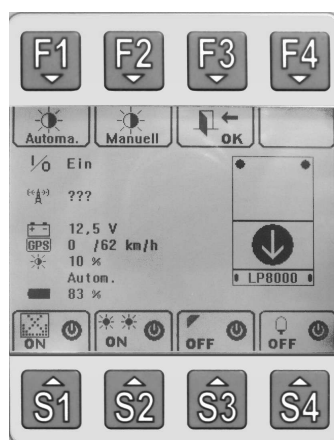 F1 F2 F3 F4
Automa. Manuell OK
I/O Ein
???
12,5 V
GPS 0 /62 km/h
10 %
Autom.
83 %
LP8000
ON ON OFF OFF
S1 S2 S3 S4